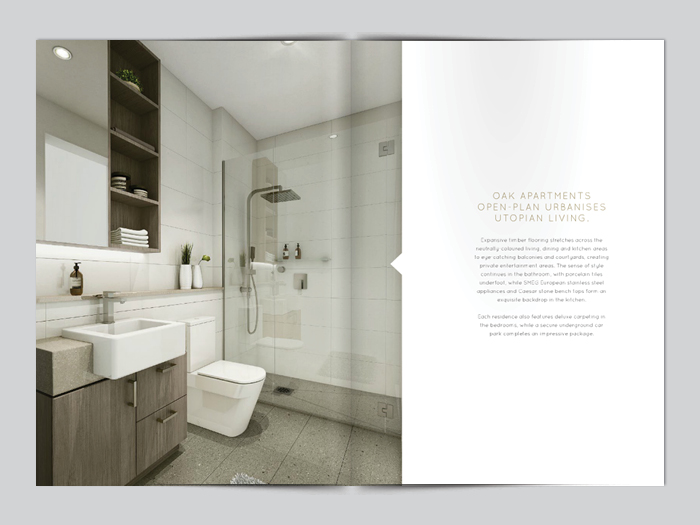 OAK APARTMENTS
OPEN-PLAN URBANISES
UTOPIAN LIVING.
Expansive timber flooring stretches across the
neutrally coloured living, dining and kitchen, extending
to eye catching balconies and courtyards, creating
private entertainment areas. The sense of style
continues in the bathroom, with porcelain tiles
underfoot, while SMEG European stainless steel
appliances and Caesar stone bench tops form an
exquisite backdrop in the kitchen.
Each residence also features deluxe carpeting in
the bedrooms, while a secure underground car
park completes an impressive package.